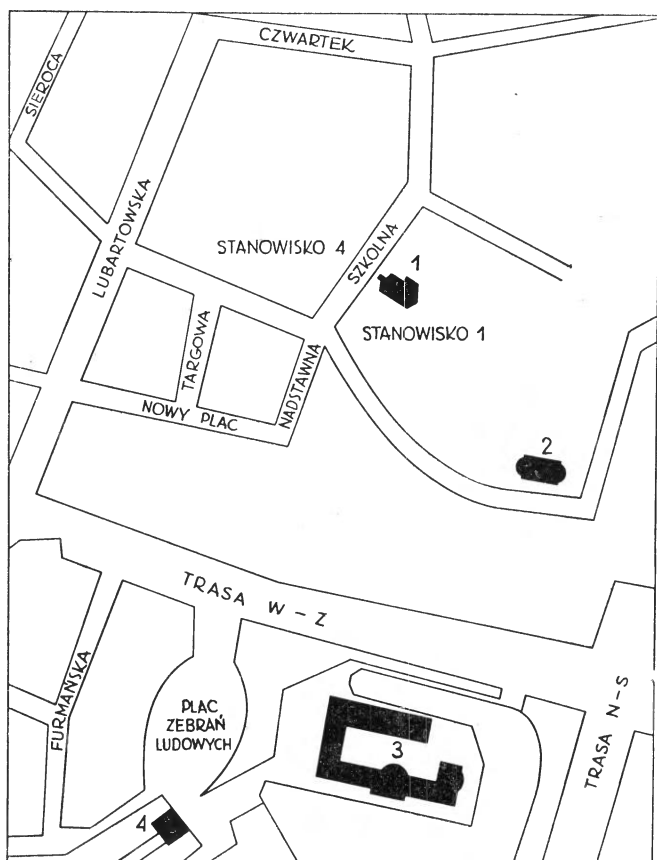 CZWARTEK
SIEROCA
LUBARTOWSKA
STANOWISKO 4
SZKOLNA
1
STANOWISKO 1
TARGOWA
NADSTAWNA
NOWY PLAC
2
TRASA W-Z
FURMAŃSKA
PLAC
ZEBRAŃ
LUDOWYCH
3
TRASA N-S
4